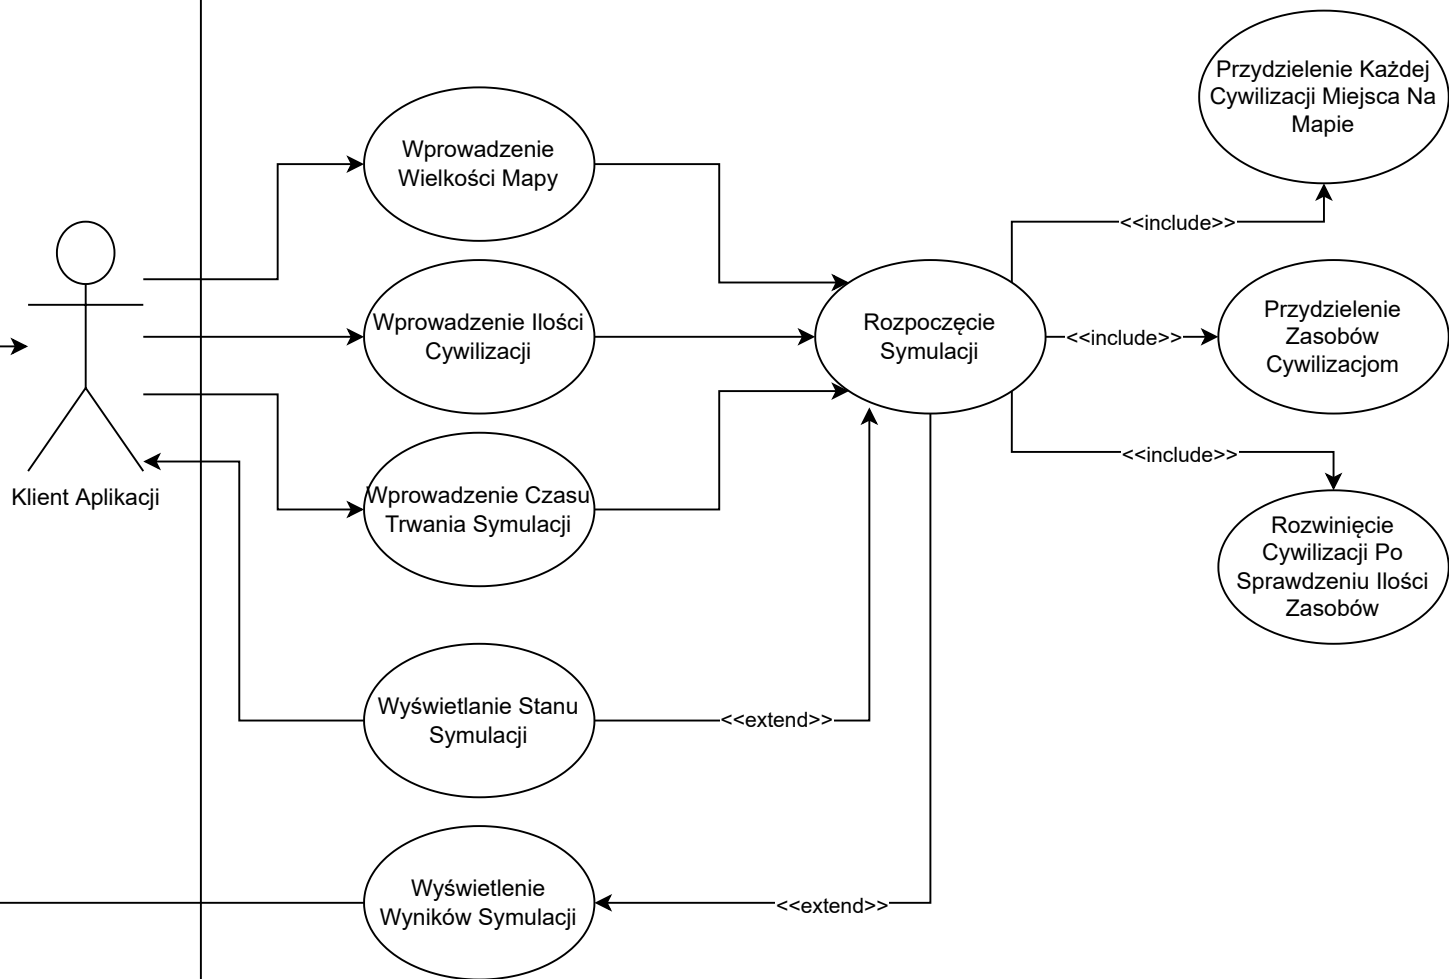 Przydzielenie Każdej
Cywilizacji Miejsca Na
Mapie
Wprowadzenie
Wielkości Mapy
<<include>>
Wprowadzenie Ilości
Cywilizacji
Rozpoczęcie
Symulacji
<<include>>
Przydzielenie
Zasobów
Cywilizacjom
<<include>>
Klient Aplikacji
Wprowadzenie Czasu
Trwania Symulacji
Rozwinięcie
Cywilizacji Po
Sprawdzeniu Ilości
Zasobów
Wyświetlanie Stanu
Symulacji
<<extend>>
Wyświetlenie
Wyników Symulacji
<<extend>>